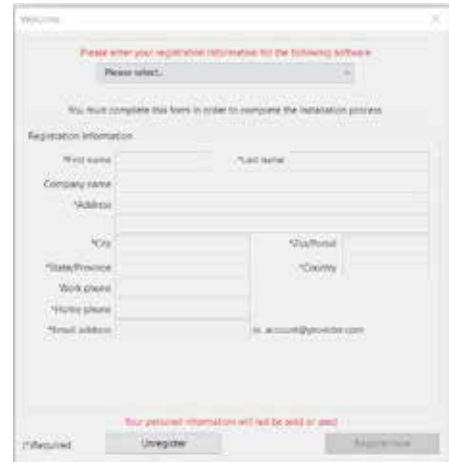 Welcome
Please enter your registration information for the following software
Please select..
You must complete this form in order to complete the installation process
Registration Information
*First name
*Last name
Company name
*Address
*City
*Zip/Postal
*State/Province
*Country
Work phone
*Home phone
*Email address
ie. account@provider.com
Your personal information will not be sold or used
(*)Required
Unregister
Register now